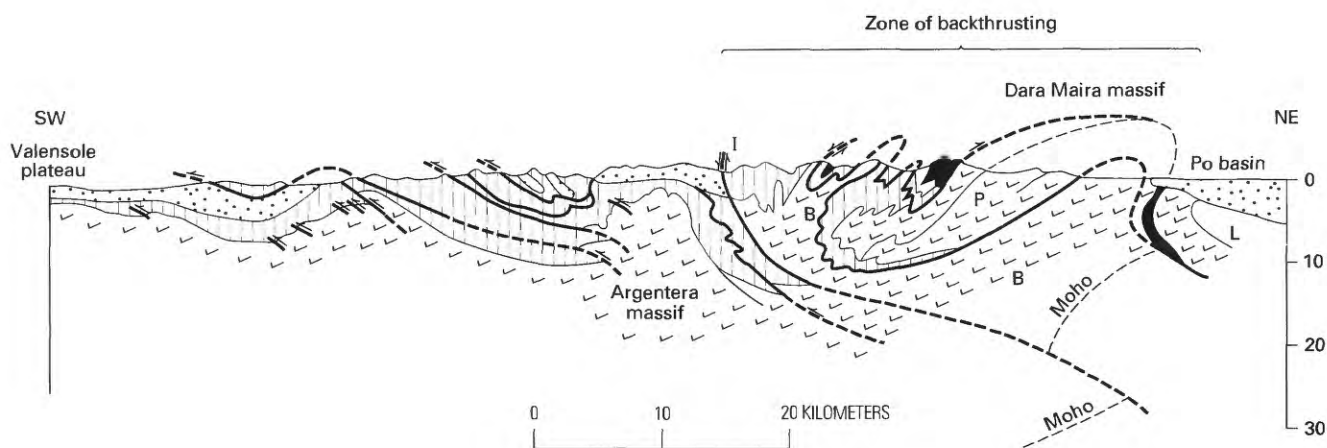 Zone of backthrusting
Dara Maira massif
SW
NE
Valensole
plateau
I
Po basin
0
B
P
L
10
Argentera
massif
B
Moho
20
0 10 20 KILOMETERS
Moho
30